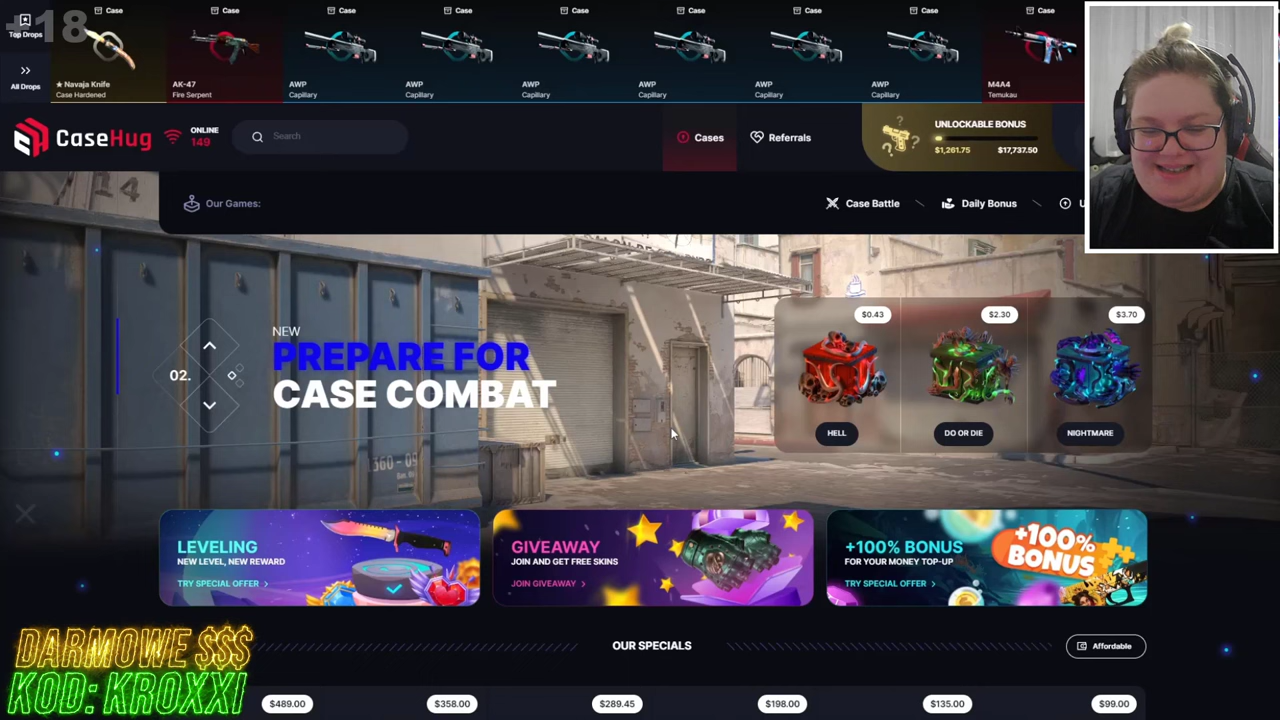 +18
Top Drops
All Drops
Case
★ Navaja Knife
Case Hardened
Case
AK-47
Fire Serpent
Case
AWP
Capillary
Case
AWP
Capillary
Case
AWP
Capillary
Case
AWP
Capillary
Case
AWP
Capillary
Case
AWP
Capillary
Case
M4A4
Temukau
CaseHug
ONLINE
149
Search
Cases
Referrals
UNLOCKABLE BONUS
$1,261.75 $17,737.50
Our Games:
Case Battle
Daily Bonus
U
14
1360-09
02.
NEW
PREPARE FOR
CASE COMBAT
$0.43
HELL
$2.30
DO OR DIE
$3.70
NIGHTMARE
LEVELING
NEW LEVEL, NEW REWARD
TRY SPECIAL OFFER >
GIVEAWAY
JOIN AND GET FREE SKINS
JOIN GIVEAWAY >
+100% BONUS
FOR YOUR MONEY TOP-UP
TRY SPECIAL OFFER >
+100%
BONUS
OUR SPECIALS
Affordable
DARMOWE $$$
KOD: KROXXI
$489.00
$358.00
$289.45
$198.00
$135.00
$99.00